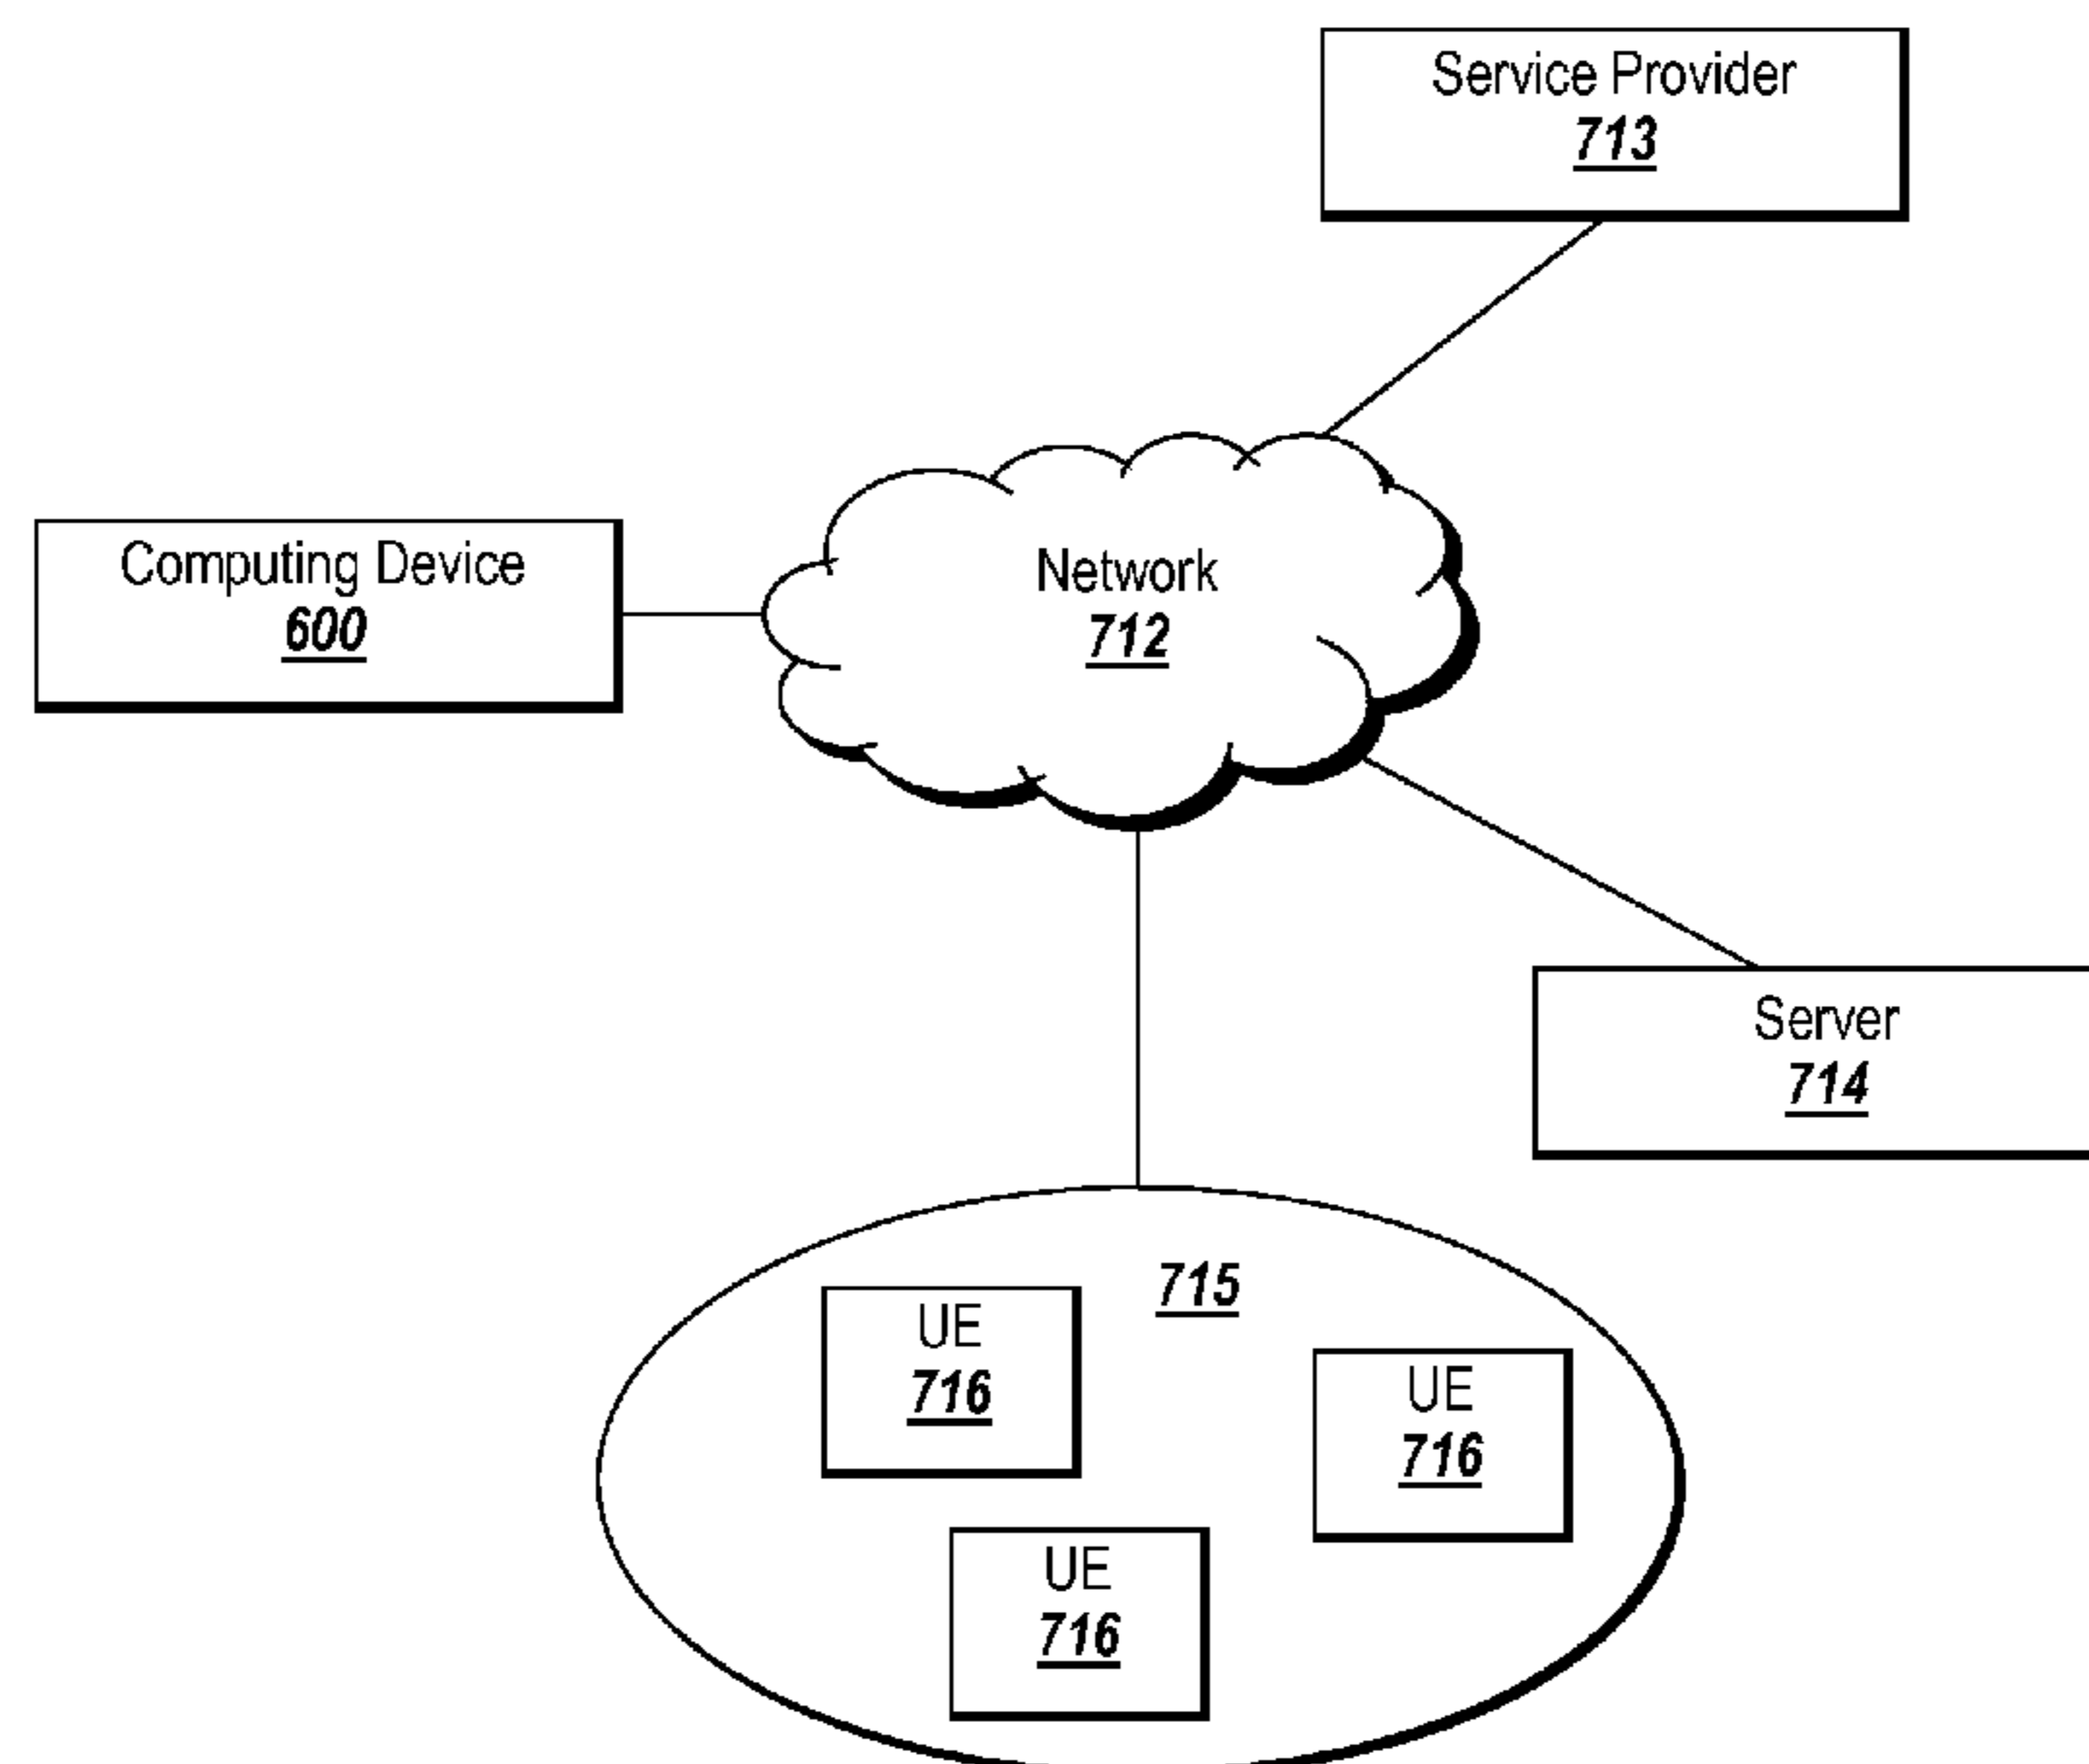 Service Provider
713
Computing Device
600
Network
712
Server
714
715
UE
716
UE
716
UE
716